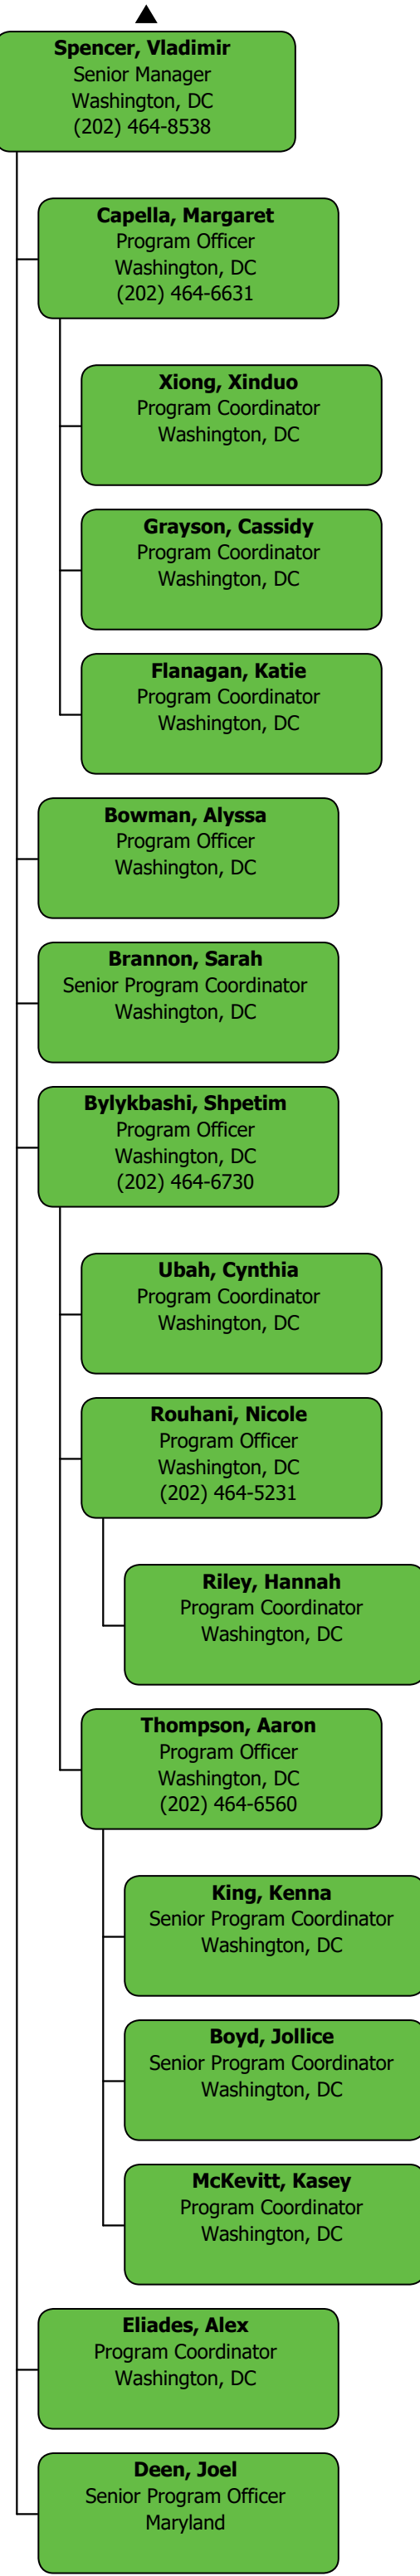 Spencer, Vladimir
Senior Manager
Washington, DC
(202) 464-8538
Capella, Margaret
Program Officer
Washington, DC
(202) 464-6631
Xiong, Xinduo
Program Coordinator
Washington, DC
Grayson, Cassidy
Program Coordinator
Washington, DC
Flanagan, Katie
Program Coordinator
Washington, DC
Bowman, Alyssa
Program Officer
Washington, DC
Brannon, Sarah
Senior Program Coordinator
Washington, DC
Bylykbashi, Shpetim
Program Officer
Washington, DC
(202) 464-6730
Ubah, Cynthia
Program Coordinator
Washington, DC
Rouhani, Nicole
Program Officer
Washington, DC
(202) 464-5231
Riley, Hannah
Program Coordinator
Washington, DC
Thompson, Aaron
Program Officer
Washington, DC
(202) 464-6560
King, Kenna
Senior Program Coordinator
Washington, DC
Boyd, Jollice
Senior Program Coordinator
Washington, DC
McKevitt, Kasey
Program Coordinator
Washington, DC
Eliades, Alex
Program Coordinator
Washington, DC
Deen, Joel
Senior Program Officer
Maryland